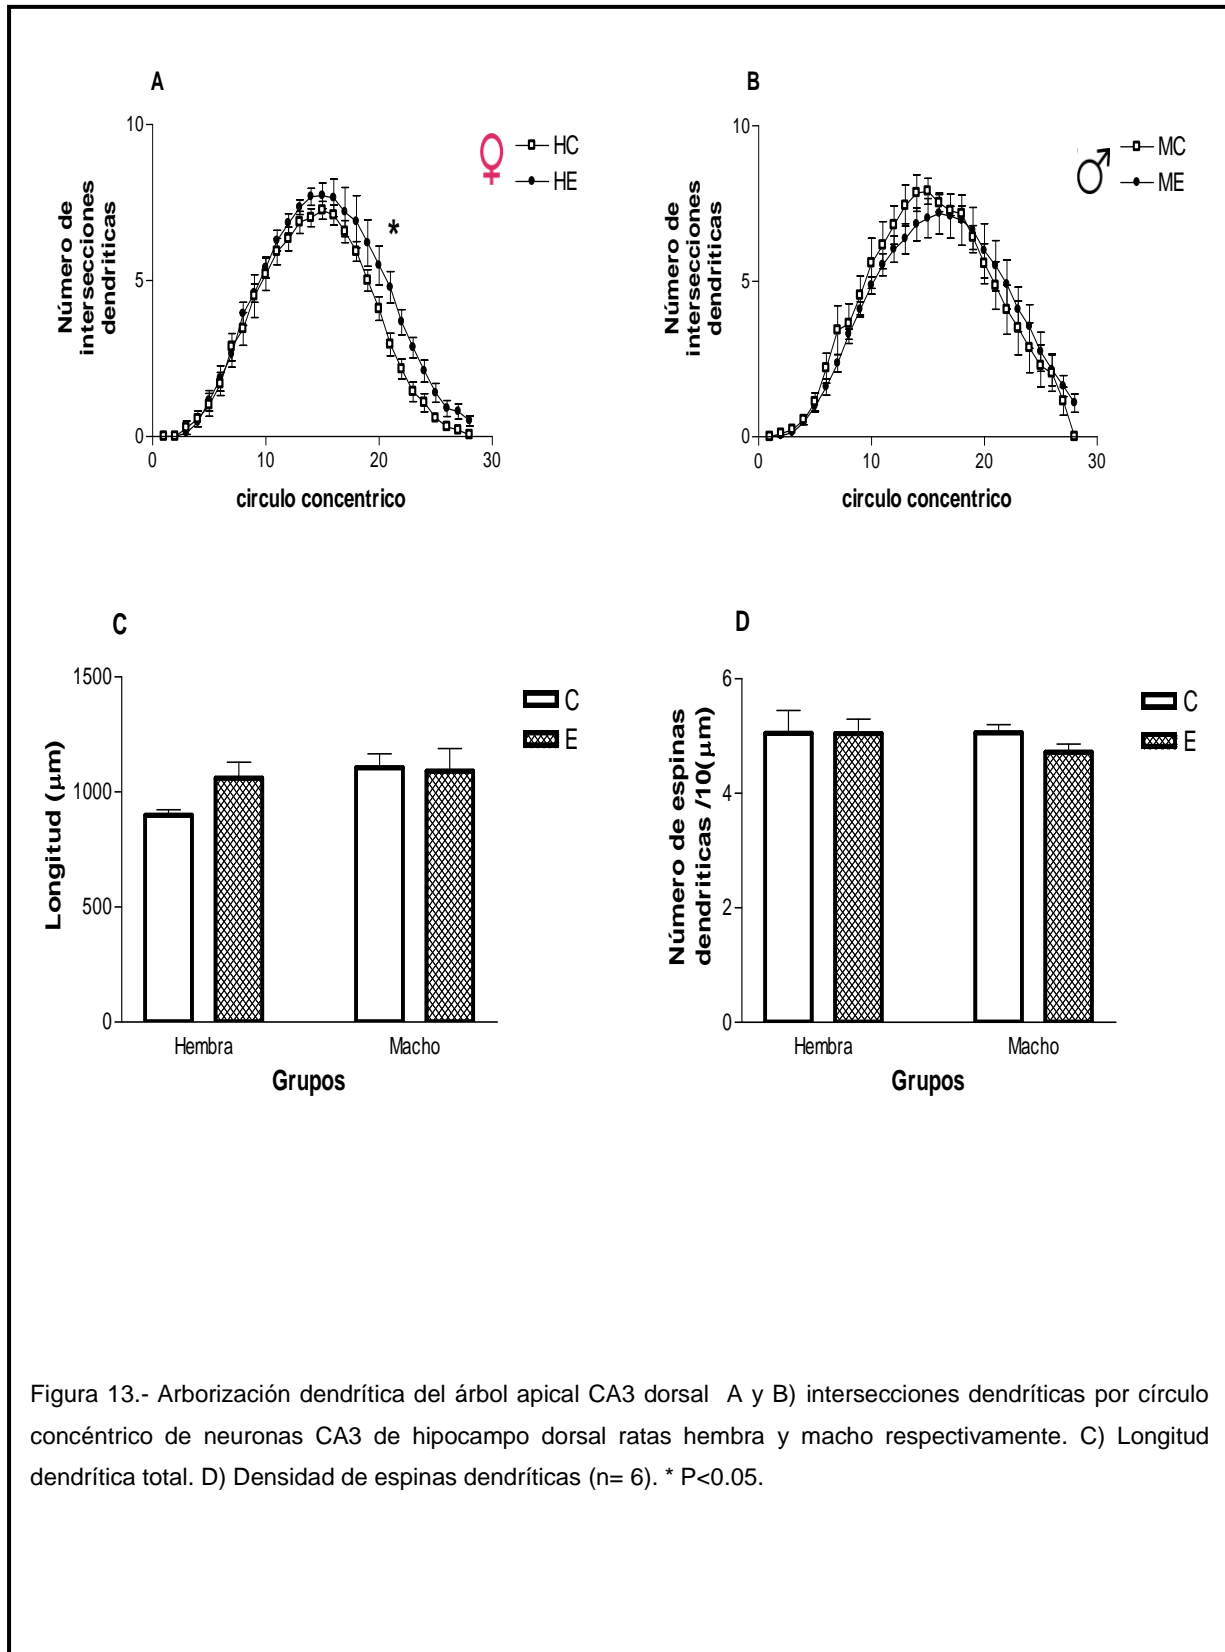 A
10
5
0
0
10
20
30
Número de
intersecciones
dendríticas
circulo concentrico
HC
HE
*
B
10
5
0
0
10
20
30
Número de
intersecciones
dendríticas
circulo concentrico
MC
ME
C
1500
1000
500
0
Longitud (µm)
Hembra
Macho
Grupos
C
E
D
6
4
2
0
Número de espinas
dendriticas /10(µm)
Hembra
Macho
Grupos
C
E
Figura 13.- Arborización dendrítica del árbol apical CA3 dorsal A y B) intersecciones dendríticas por círculo
concéntrico de neuronas CA3 de hipocampo dorsal ratas hembra y macho respectivamente. C) Longitud
dendrítica total. D) Densidad de espinas dendríticas (n= 6). * P<0.05.